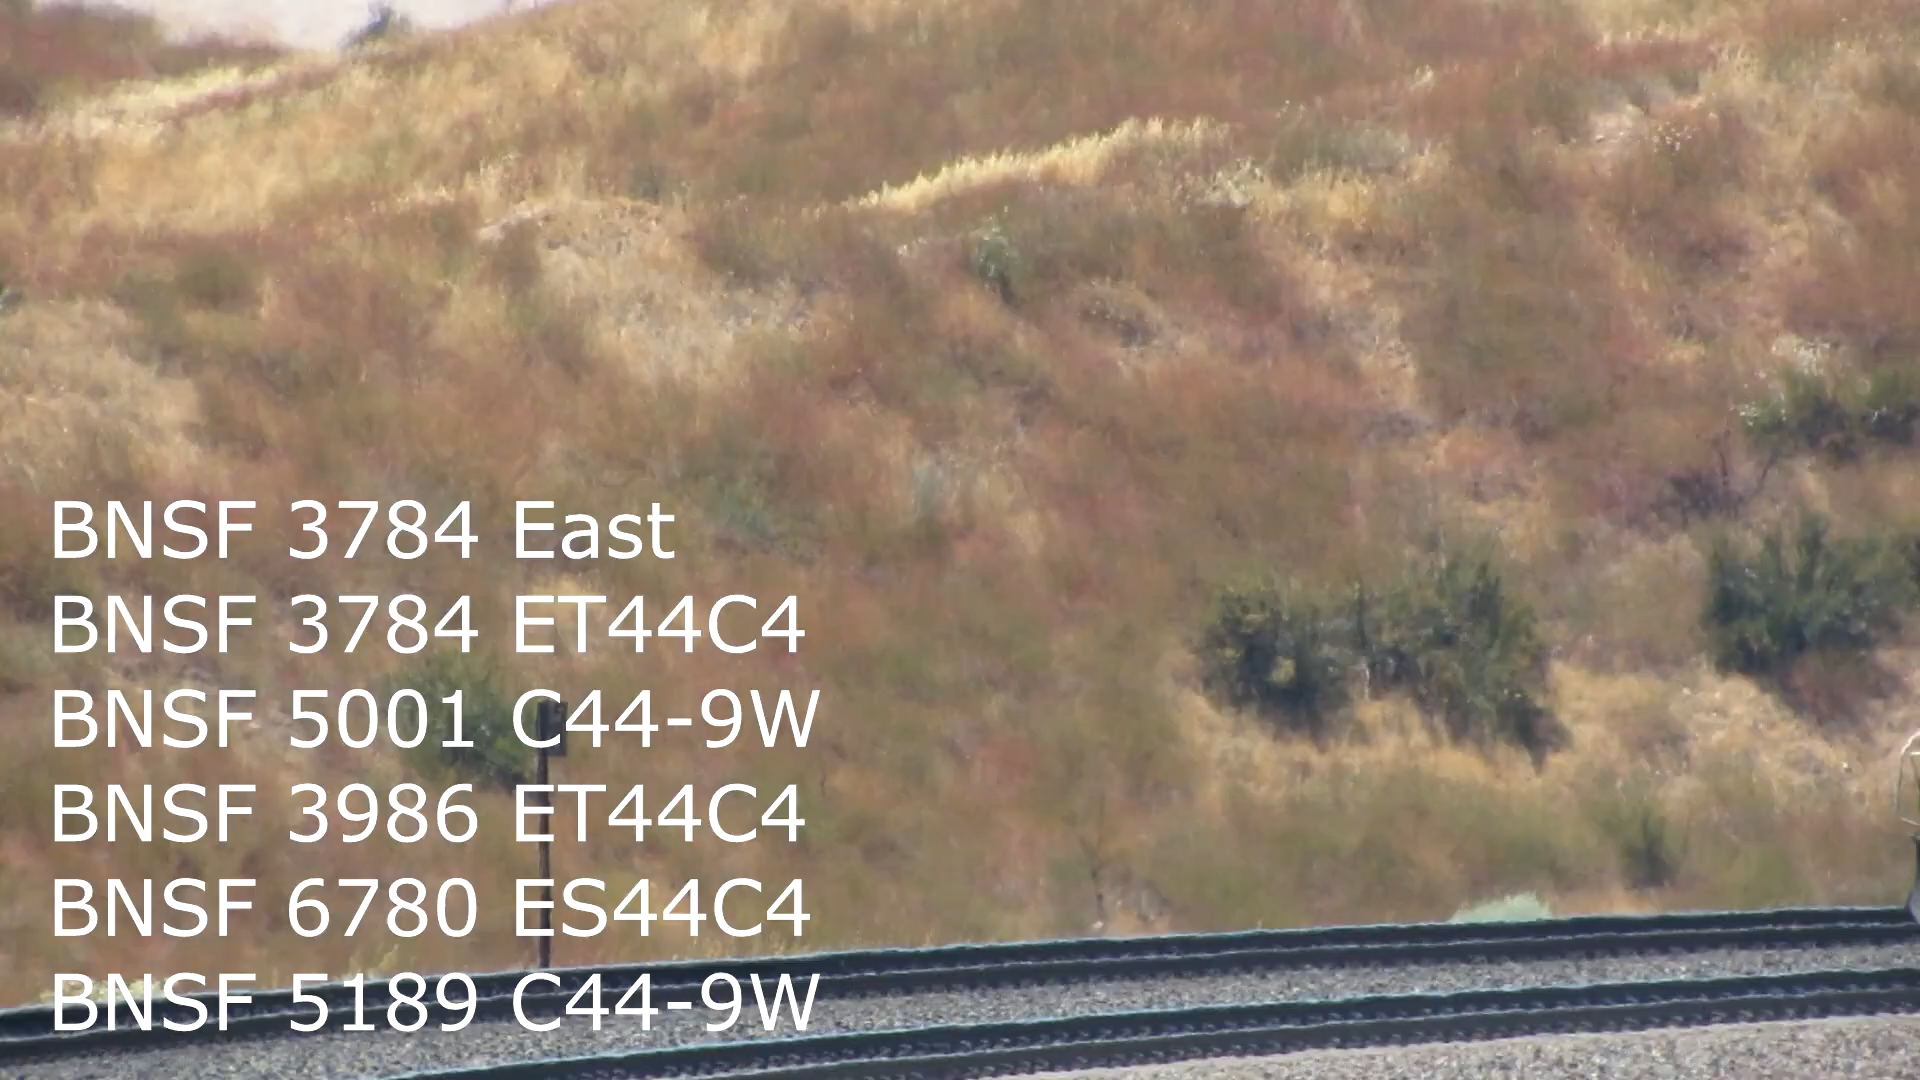 BNSF 3784 East
BNSF 3784 ET44C4
BNSF 5001 C44-9W
BNSF 3986 ET44C4
BNSF 6780 ES44C4
BNSF 5189 C44-9W